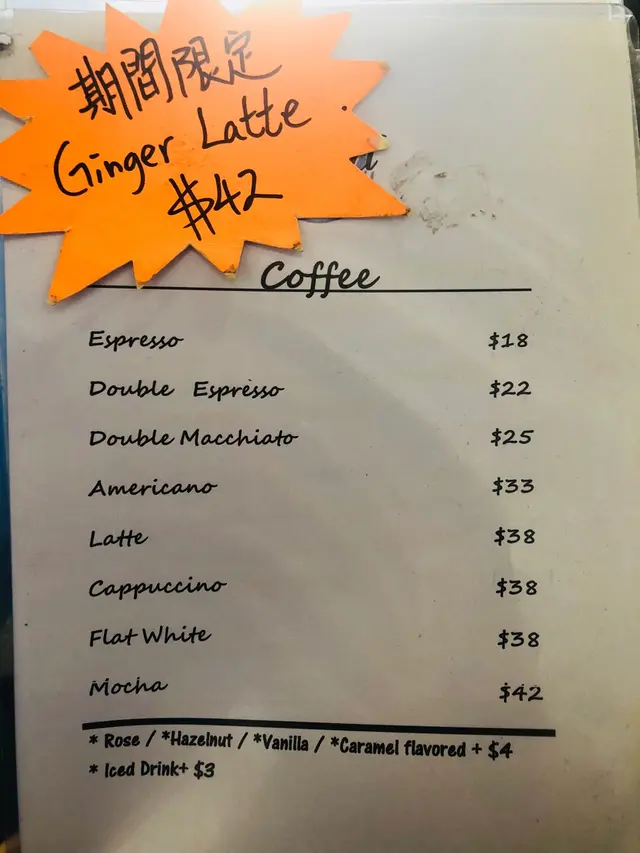 期間限定
Ginger Latte
$42
Coffee
Espresso $18
Double Espresso $22
Double Macchiato $25
Americano $33
Latte $38
Cappuccino $38
Flat White $38
Mocha $42
* Rose / *Hazelnut / *Vanilla / *Caramel flavored + $4
* Iced Drink+ $3